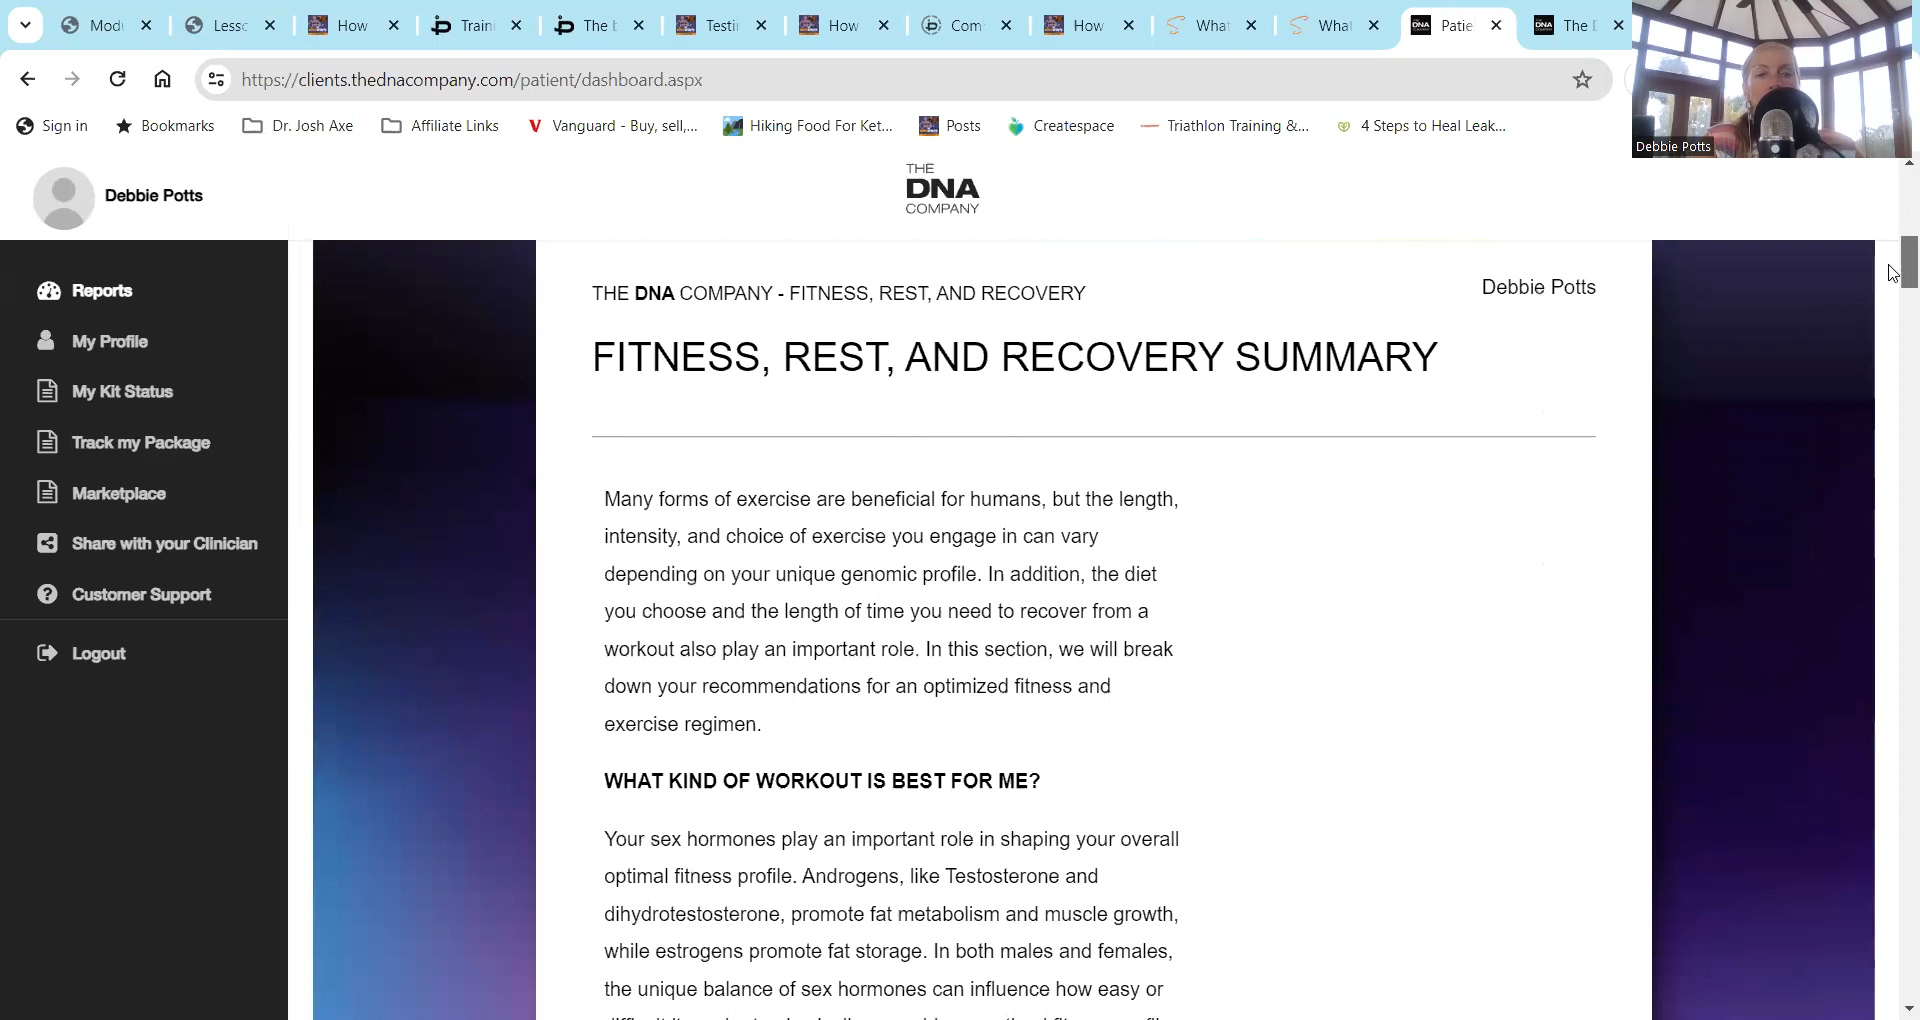 Modu
Lessc
How
Traini
The b
Testir
How
Com
How
What
What
Patie
The D
https://clients.thednacompany.com/patient/dashboard.aspx
Sign in
Bookmarks
Dr. Josh Axe
Affiliate Links
Vanguard - Buy, sell,...
Hiking Food For Ket...
Posts
Createspace
Triathlon Training &...
4 Steps to Heal Leak...
Debbie Potts
Debbie Potts
THE
DNA
COMPANY
Reports
My Profile
My Kit Status
Track my Package
Marketplace
Share with your Clinician
Customer Support
Logout
THE DNA COMPANY - FITNESS, REST, AND RECOVERY
Debbie Potts
FITNESS, REST, AND RECOVERY SUMMARY
Many forms of exercise are beneficial for humans, but the length,
intensity, and choice of exercise you engage in can vary
depending on your unique genomic profile. In addition, the diet
you choose and the length of time you need to recover from a
workout also play an important role. In this section, we will break
down your recommendations for an optimized fitness and
exercise regimen.
WHAT KIND OF WORKOUT IS BEST FOR ME?
Your sex hormones play an important role in shaping your overall
optimal fitness profile. Androgens, like Testosterone and
dihydrotestosterone, promote fat metabolism and muscle growth,
while estrogens promote fat storage. In both males and females,
the unique balance of sex hormones can influence how easy or